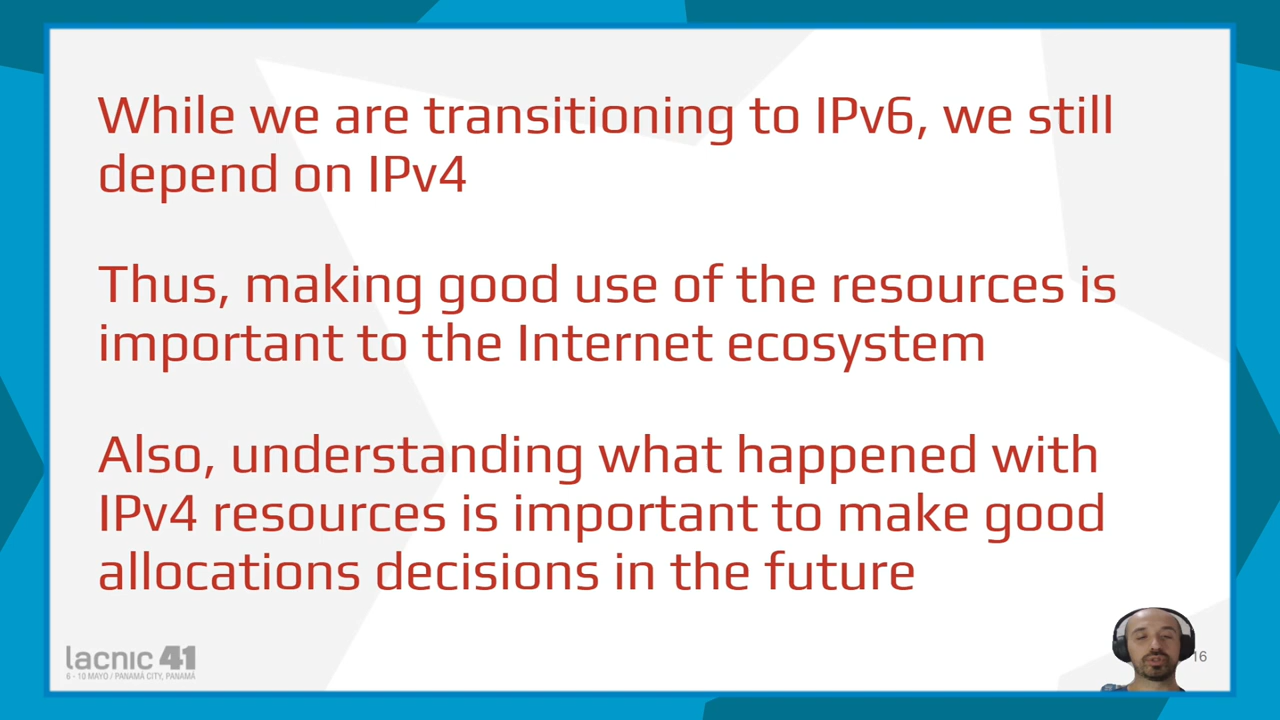 While we are transitioning to IPv6, we still
depend on IPv4
Thus, making good use of the resources is
important to the Internet ecosystem
Also, understanding what happened with
IPv4 resources is important to make good
allocations decisions in the future
lacnic 41
6 - 10 MAYO / PANAMÁ CITY, PANAMÁ
16